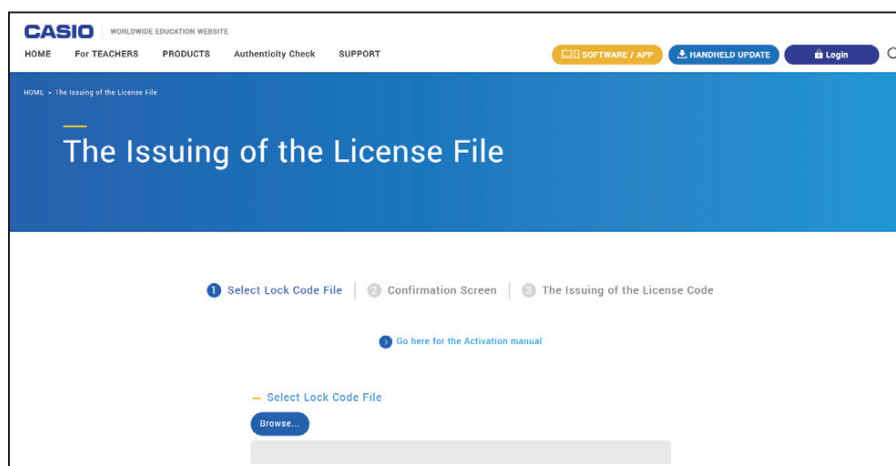 CASIO WORLDWIDE EDUCATION WEBSITE
HOME For TEACHERS PRODUCTS Authenticity Check SUPPORT SOFTWARE / APP HANDHELD UPDATE Login
HOME > The Issuing of the License File
The Issuing of the License File
1 Select Lock Code File 2 Confirmation Screen 3 The Issuing of the License Code
Go here for the Activation manual
Select Lock Code File
Browse...